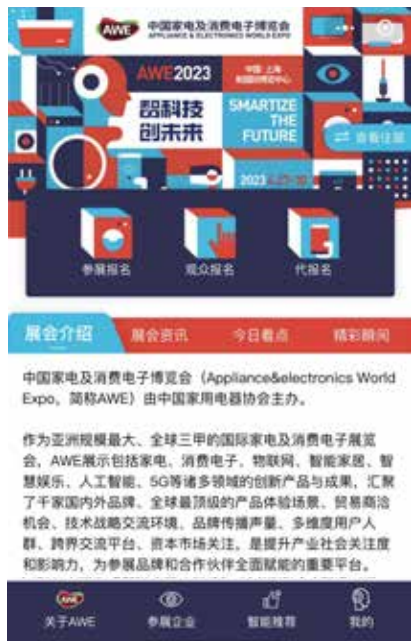 AWE 中国家电及消费电子博览会
APPLIANCE & ELECTRONICS WORLD EXPO
AWE2023
中国·上海
智科技
创未来
SMARTIZE
THE
FUTURE
查看往届
2023
参展报名 观众报名 代报名
展会介绍 展会资讯 今日看点 精彩瞬间
中国家电及消费电子博览会（Appliance&electronics World
Expo，简称AWE）由中国家用电器协会主办。
作为亚洲规模最大、全球三甲的国际家电及消费电子展览
会，AWE展示包括家电、消费电子、物联网、智能家居、智
慧娱乐、人工智能、5G等诸多领域的创新产品与成果，汇聚
了千家国内外品牌、全球最顶级的产品体验场景、贸易商洽
机会、技术战略交流环境、品牌传播声量、多维度用户人
群、跨界交流平台、资本市场关注。是提升产业社会关注度
和影响力，为参展品牌和合作伙伴全面赋能的重要平台。
AWE
关于AWE 参展企业 智能推荐 我的